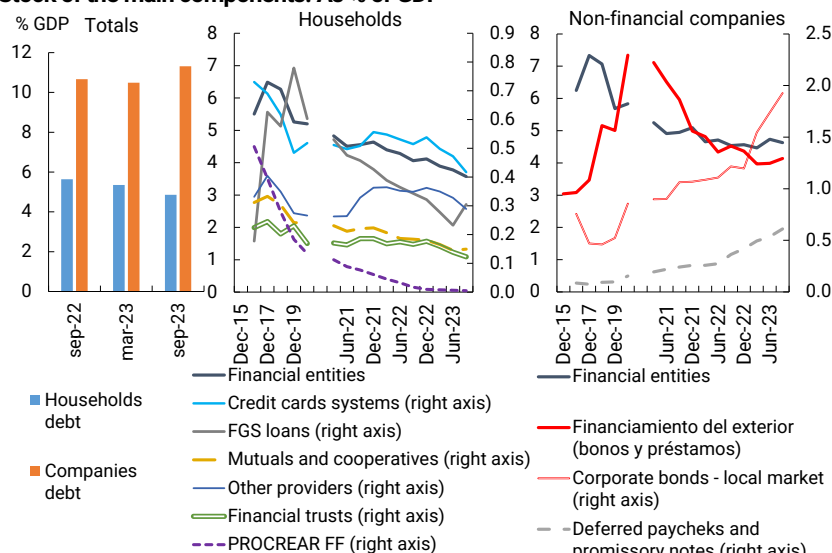 Stock of the main components. As % of GDP
% GDP Totals
12
10
8
6
4
2
0
sep-22
mar-23
sep-23
Households debt
Companies debt
Households
8
7
6
5
4
3
2
1
0
0.9
0.8
0.7
0.6
0.5
0.4
0.3
0.2
0.1
0.0
Dec-15
Dec-17
Dec-19
Jun-21
Dec-21
Jun-22
Dec-22
Jun-23
Financial entities
Credit cards systems (right axis)
FGS loans (right axis)
Mutuals and cooperatives (right axis)
Other providers (right axis)
Financial trusts (right axis)
PROCREAR FF (right axis)
Non-financial companies
8
7
6
5
4
3
2
1
0
2.5
2.0
1.5
1.0
0.5
0.0
Dec-15
Dec-17
Dec-19
Jun-21
Dec-21
Jun-22
Dec-22
Jun-23
Financial entities
Financiamiento del exterior
(bonos y préstamos)
Corporate bonds - local market
(right axis)
Deferred paycheks and
promissory notes (right axis)